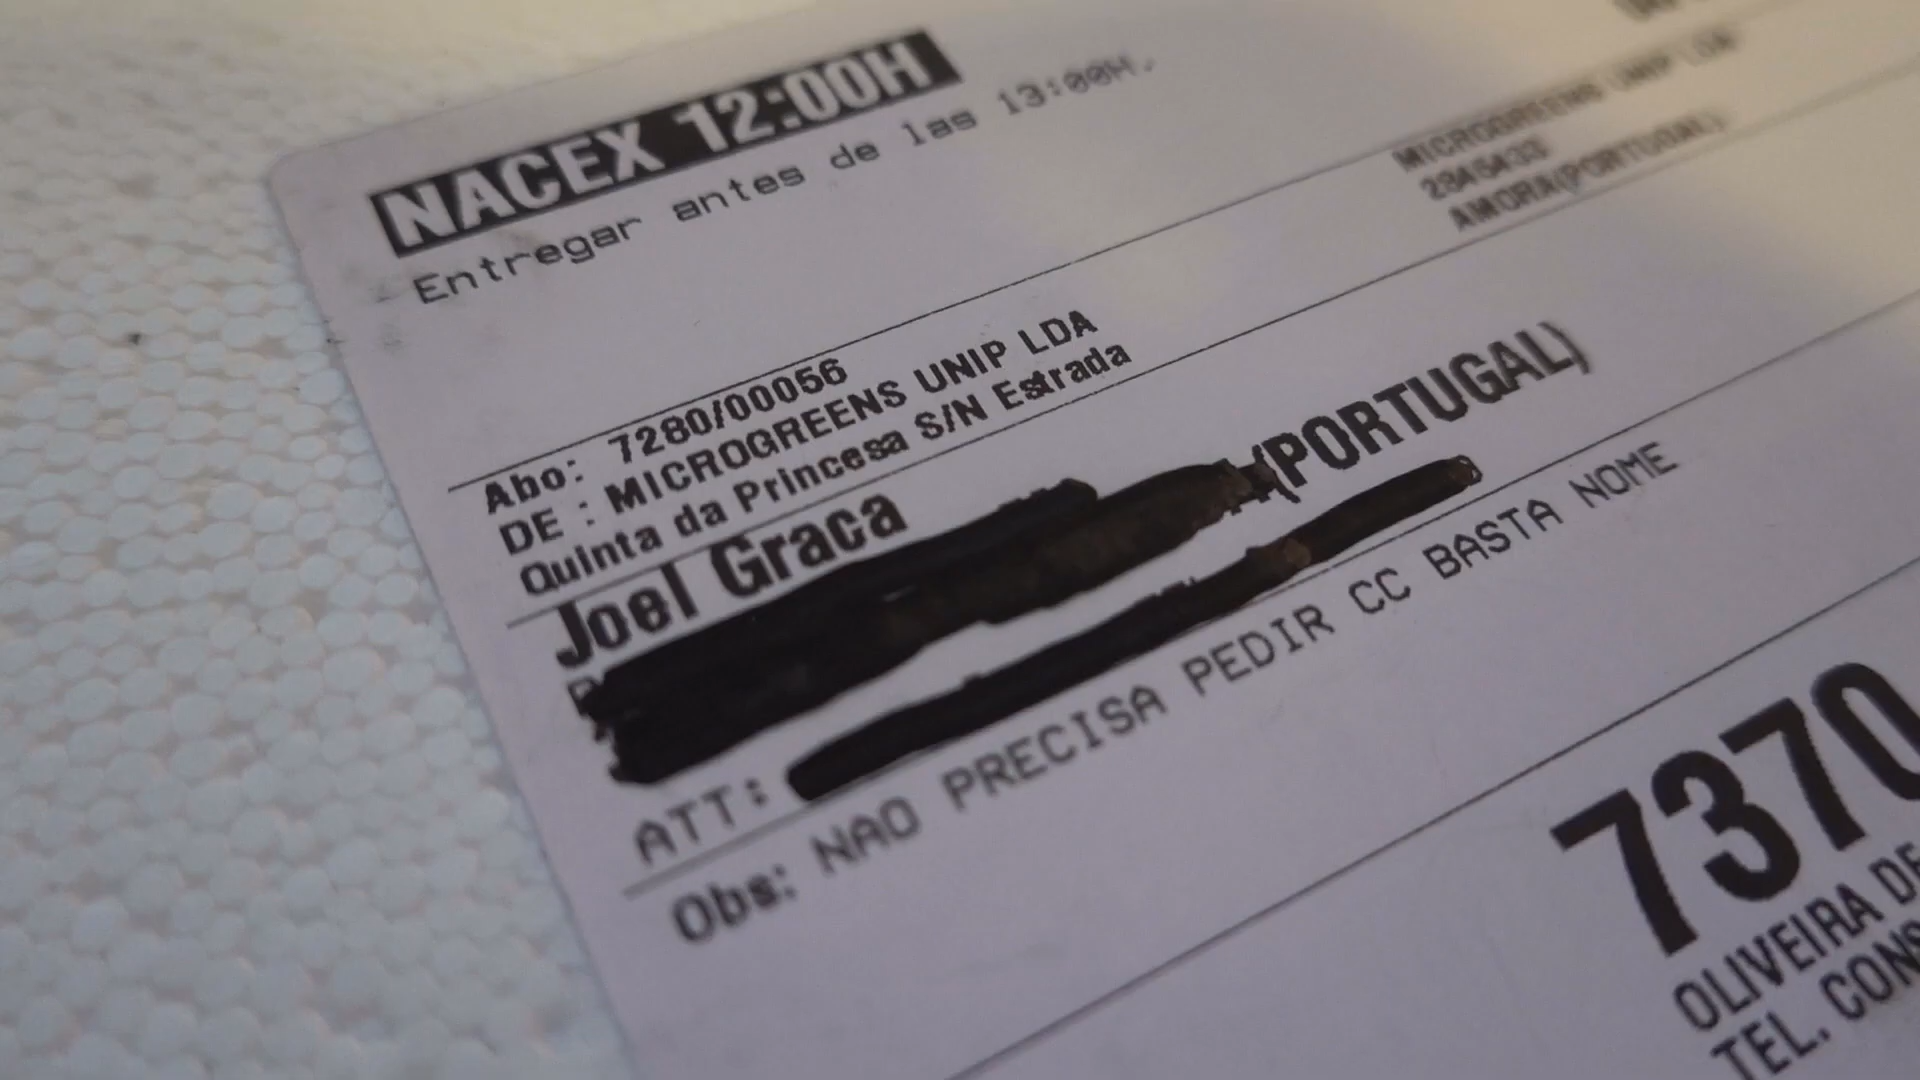 NACEX 12:00H
Entregar antes de las 13:00H.
Abo: 7280/00056
DE : MICROGREENS UNIP LDA
Quinta da Princesa S/N Estrada
MICROGREENS UNIP LDA
2845433
AMORA(PORTUGAL)
Joel Graca
(PORTUGAL)
ATT:
Obs: NAO PRECISA PEDIR CC BASTA NOME
7370
OLIVEIRA DE
TEL. CONS